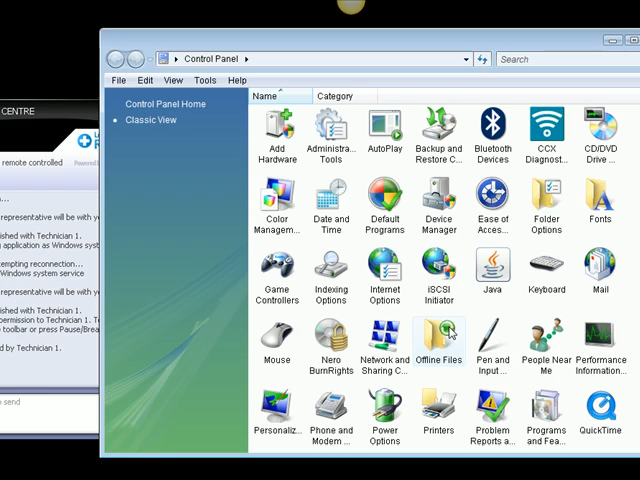 Control Panel
Search
File Edit View Tools Help
Name Category
Control Panel Home
Classic View
Add Hardware
Administra... Tools
AutoPlay
Backup and Restore C...
Bluetooth Devices
CCX Diagnost...
CD/DVD Drive ...
Color Managem...
Date and Time
Default Programs
Device Manager
Ease of Acces...
Folder Options
Fonts
Game Controllers
Indexing Options
Internet Options
iSCSI Initiator
Java
Keyboard
Mail
Mouse
Nero BurnRights
Network and Sharing C...
Offline Files
Pen and Input ...
People Near Me
Performance Information...
Personaliz...
Phone and Modem ...
Power Options
Printers
Problem Reports a...
Programs and Fea...
QuickTime
CENTRE
remote controlled
Powered
representative will be with y
ished with Technician 1.
g application as Windows syst
tempting reconnection...
Windows system service
representative will be with yo
ished with Technician 1.
permission to Technician 1. T
toolbar or press Pause/Brea
d by Technician 1.
o send